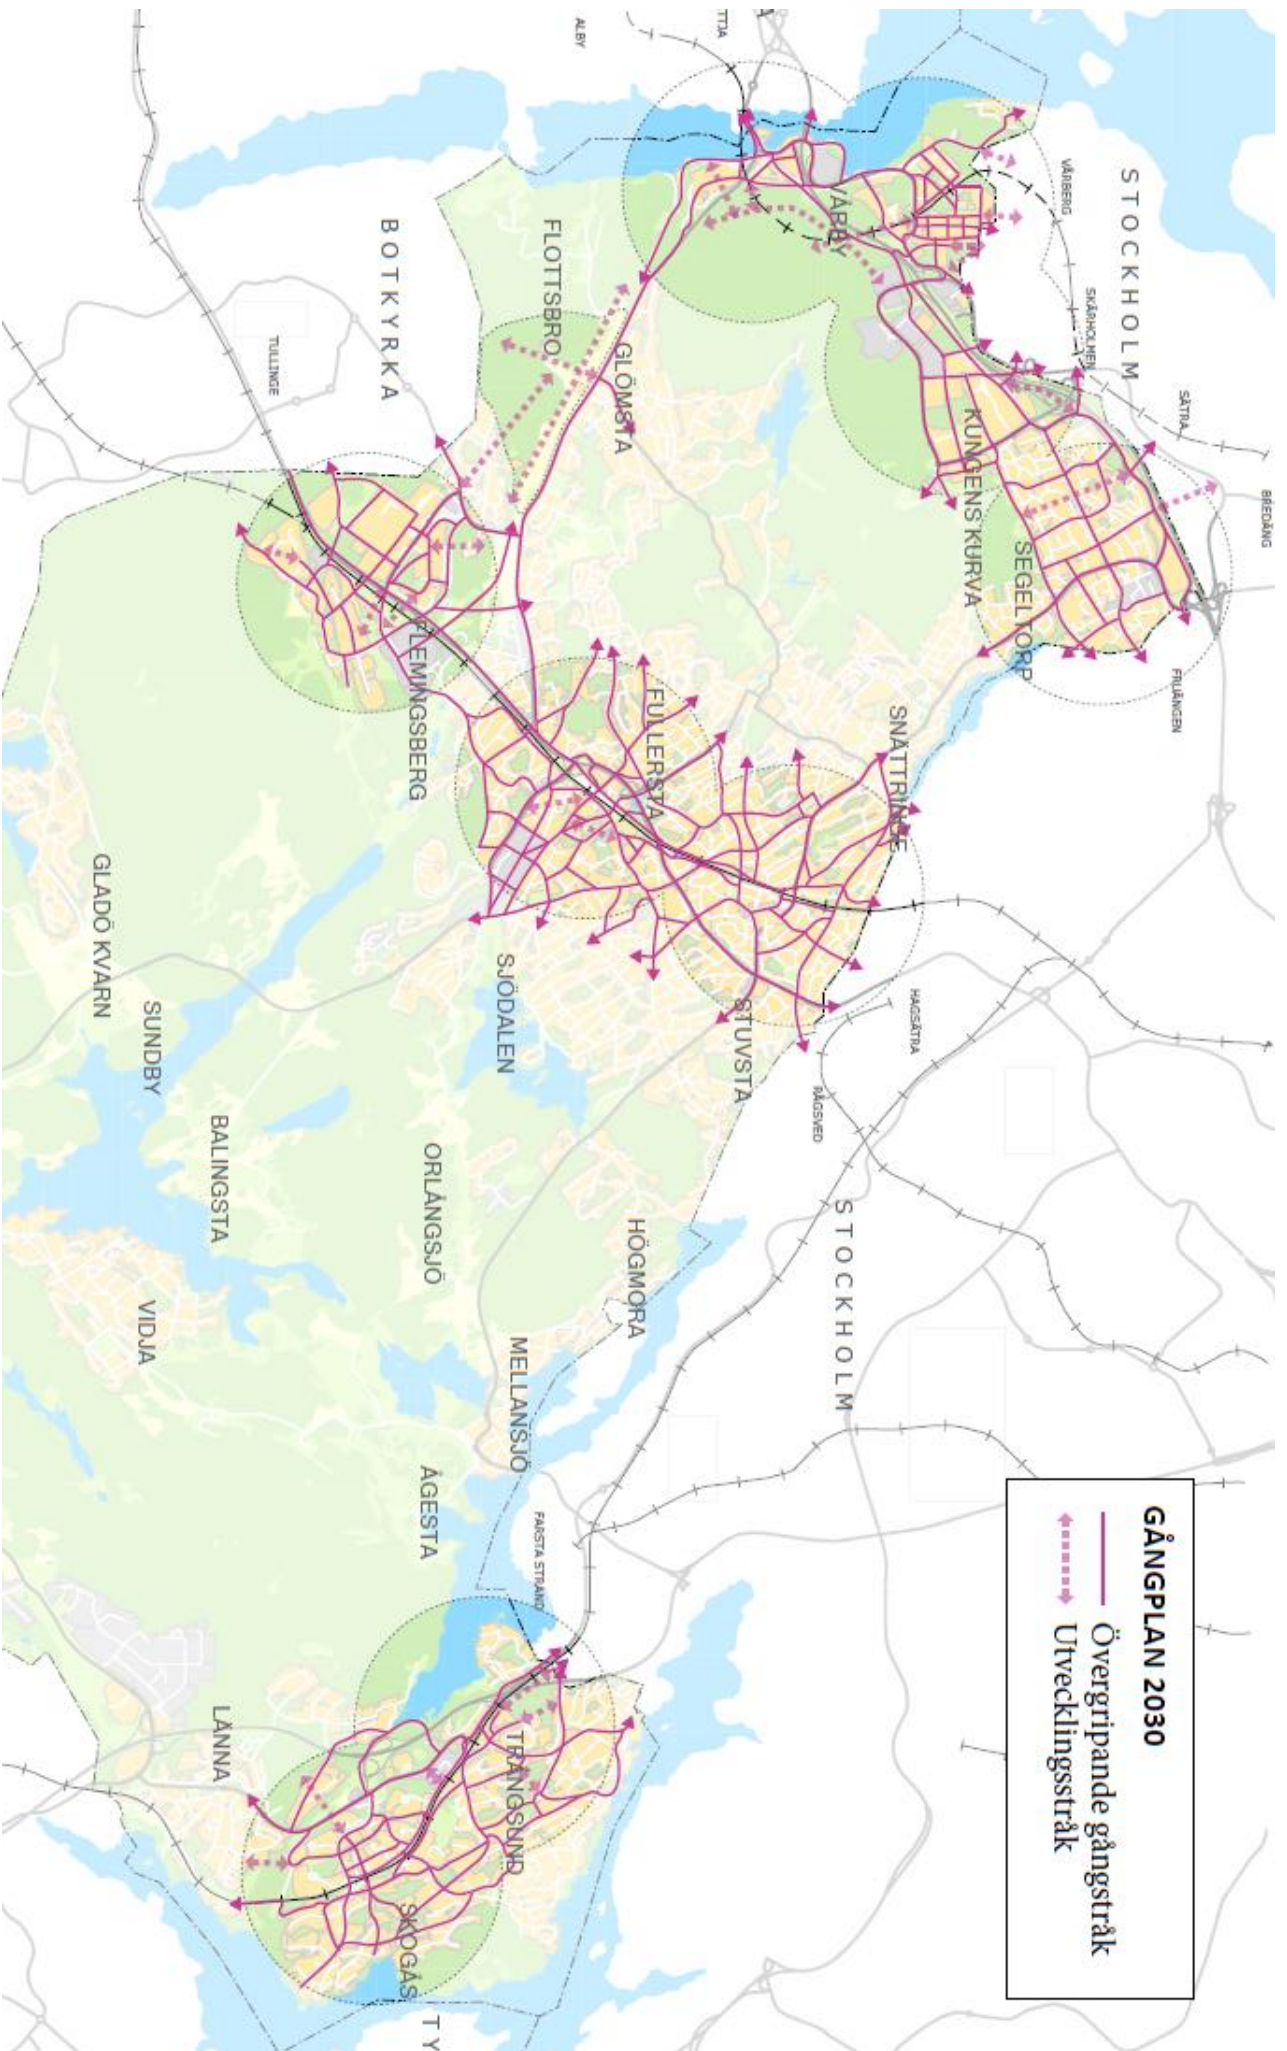 GÅNGPLAN 2030
Övergripande gångstråk
Utvecklingsstråk
ALBY
TTJA
STOCKHOLM
VÅRBERG
SKÄRHOLMEN
SÄTRA
BREDÄNG
FRUÄNGEN
VÅRBY
KUNGENS KURVA
SEGELTORP
BOTKYRKA
FLOTTSBRO
GLÖMSTA
TULLINGE
FLEMINGSBERG
FULLERSTA
SNÄTTRINGE
HAGSÄTRA
RÅGSVED
STUVSTA
SJÖDALEN
GLADÖ KVARN
SUNDBY
BALINGSTA
ORLÅNGSJÖ
HÖGMORA
STOCKHOLM
VIDJA
MELLANSJÖ
ÅGESTA
FARSTA STRAND
LÄNNA
TRÅNGSUND
SKOGÅS
TY